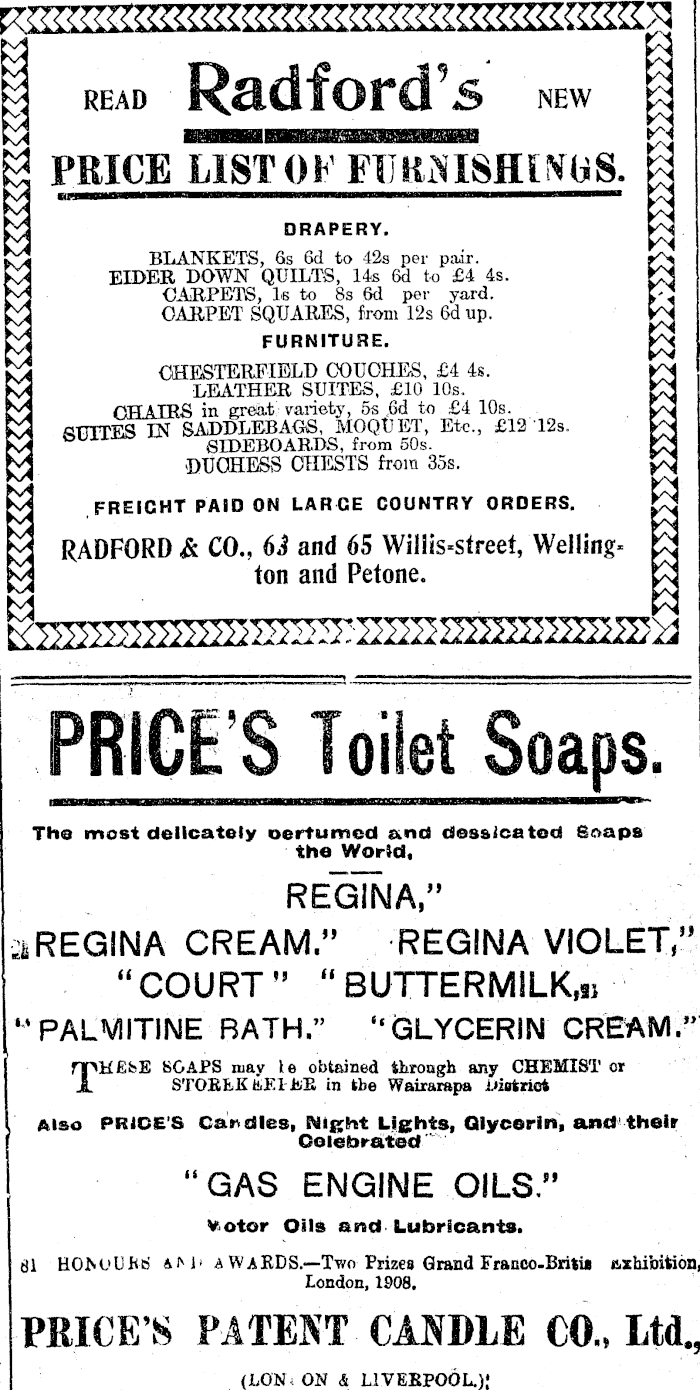 READ Radford's NEW
PRICE LIST OF FURNISHINGS.
DRAPERY.
BLANKETS, 6s 6d to 42s per pair.
EIDER DOWN QUILTS, 14s 6d to £4 4s.
CARPETS, 1s to 8s 6d per yard.
CARPET SQUARES, from 12s 6d up.
FURNITURE.
CHESTERFIELD COUCHES, £4 4s.
LEATHER SUITES, £10 10s.
CHAIRS in great variety, 5s 6d to £4 10s.
SUITES IN SADDLEBAGS, MOQUET, Etc., £12 12s.
SIDEBOARDS, from 50s.
DUCHESS CHESTS from 35s.
FREIGHT PAID ON LARGE COUNTRY ORDERS.
RADFORD & CO., 63 and 65 Willis-street, Welling-
ton and Petone.
PRICE'S Toilet Soaps.
The most delicately perfumed and dessicated Soaps
the World,
REGINA,"
REGINA CREAM." REGINA VIOLET,"
"COURT" "BUTTERMILK,"
"PALMITINE BATH." "GLYCERIN CREAM."
THESE SOAPS may be obtained through any CHEMIST or
STOREKEEPER in the Wairarapa District
Also PRICE'S Candles, Night Lights, Glycerin, and their
Celebrated
"GAS ENGINE OILS."
Motor Oils and Lubricants.
81 HONOURS AND AWARDS.—Two Prizes Grand Franco-Britis Exhibition,
London, 1908.
PRICE'S PATENT CANDLE CO., Ltd.,
(LONDON & LIVERPOOL.)